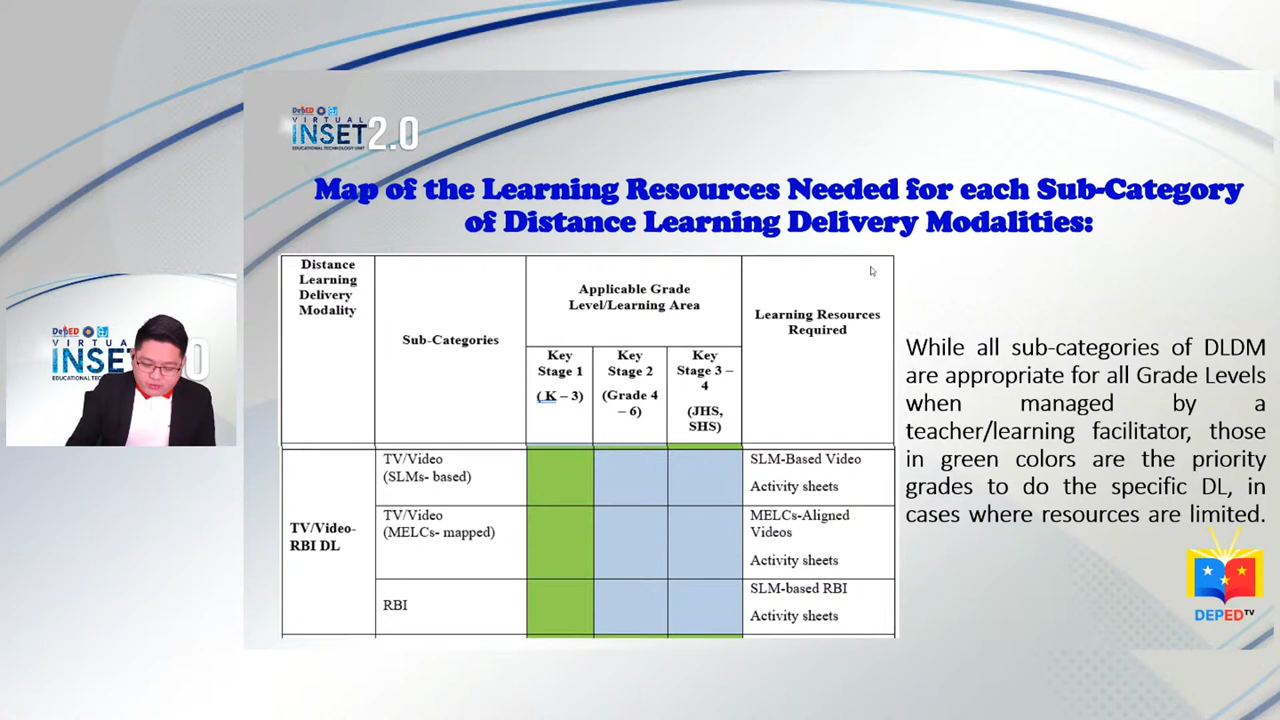 DepED
VIRTUAL
INSET 2.0
EDUCATIONAL TECHNOLOGY UNIT
Map of the Learning Resources Needed for each Sub-Category
of Distance Learning Delivery Modalities:
Distance
Learning
Delivery
Modality
Sub-Categories
Applicable Grade
Level/Learning Area
Learning Resources
Required
Key
Stage 1
( K – 3)
Key
Stage 2
(Grade 4
– 6)
Key
Stage 3 –
4
(JHS,
SHS)
TV/Video-
RBI DL
TV/Video
(SLMs- based)
SLM-Based Video
Activity sheets
TV/Video
(MELCs- mapped)
MELCs-Aligned
Videos
Activity sheets
RBI
SLM-based RBI
Activity sheets
While all sub-categories of DLDM
are appropriate for all Grade Levels
when managed by a
teacher/learning facilitator, those
in green colors are the priority
grades to do the specific DL, in
cases where resources are limited.
DEPED TV
DepED
VIRTU
INSE
0
EDUCATIONAL TEC